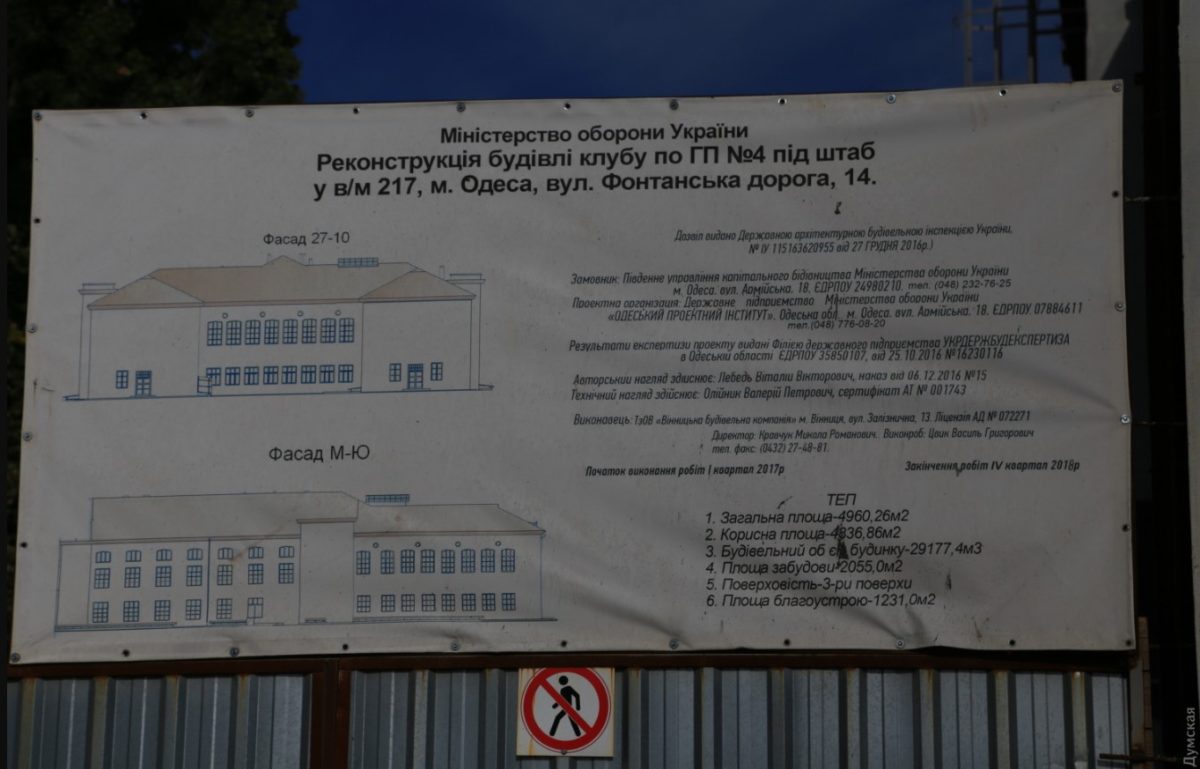 Міністерство оборони України
Реконструкція будівлі клубу по ГП №4 під штаб
у в/м 217, м. Одеса, вул. Фонтанська дорога, 14.
Фасад 27-10
Дозвіл видано Державною архітектурною будівельною інспекцією України,
№ ІУ 115163620955 від 27 ГРУДНЯ 2016р.)
Замовник: Південне управління капітального бідівництва Міністерства оборони України
м. Одеса. вул. Армійська. 18. ЕДРПОУ 24980210. тел. (048) 232-76-25
Проектна організація: Державне підприємство Міністерства оборони України
«ОДЕСЬКИЙ ПРОЕКТНИЙ ІНСТИТУТ». Одеська обл., м. Одеса. вул. Армійська. 18. ЕДРПОУ 07884611
тел.(048) 776-08-20
Результати експертизи проекту видані Філією державного підприємства УКРДЕРЖБУДЕКСПЕРТИЗА
в Одеській області ЕДРПОУ 35850107, від 25.10.2016 №16230116
Авторський нагляд здійснює: Лебедь Віталій Вікторович, наказ від 06.12.2016 №15
Технічний нагляд здійснює: Олійник Валерій Петрович, сертифікат АТ № 001743
Виконавець: ТзОВ «Вінницька будівельна компанія» м. Вінниця, вул. Залізнична, 13. Ліцензія АД № 072271
Директор: Кравчук Микола Романович. Виконроб: Цвик Василь Григорович
тел. факс: (0432) 27-48-81.
Початок виконання робіт І квартал 2017р
Закінчення робіт IV квартал 2018р
Фасад М-Ю
ТЕП
1. Загальна площа-4960,26м2
2. Корисна площа-4836,86м2
3. Будівельний об єм будинку-29177,4м3
4. Площа забудови-2055,0м2
5. Поверховість-3-ри поверхи
6. Площа благоустрою-1231,0м2
Думская